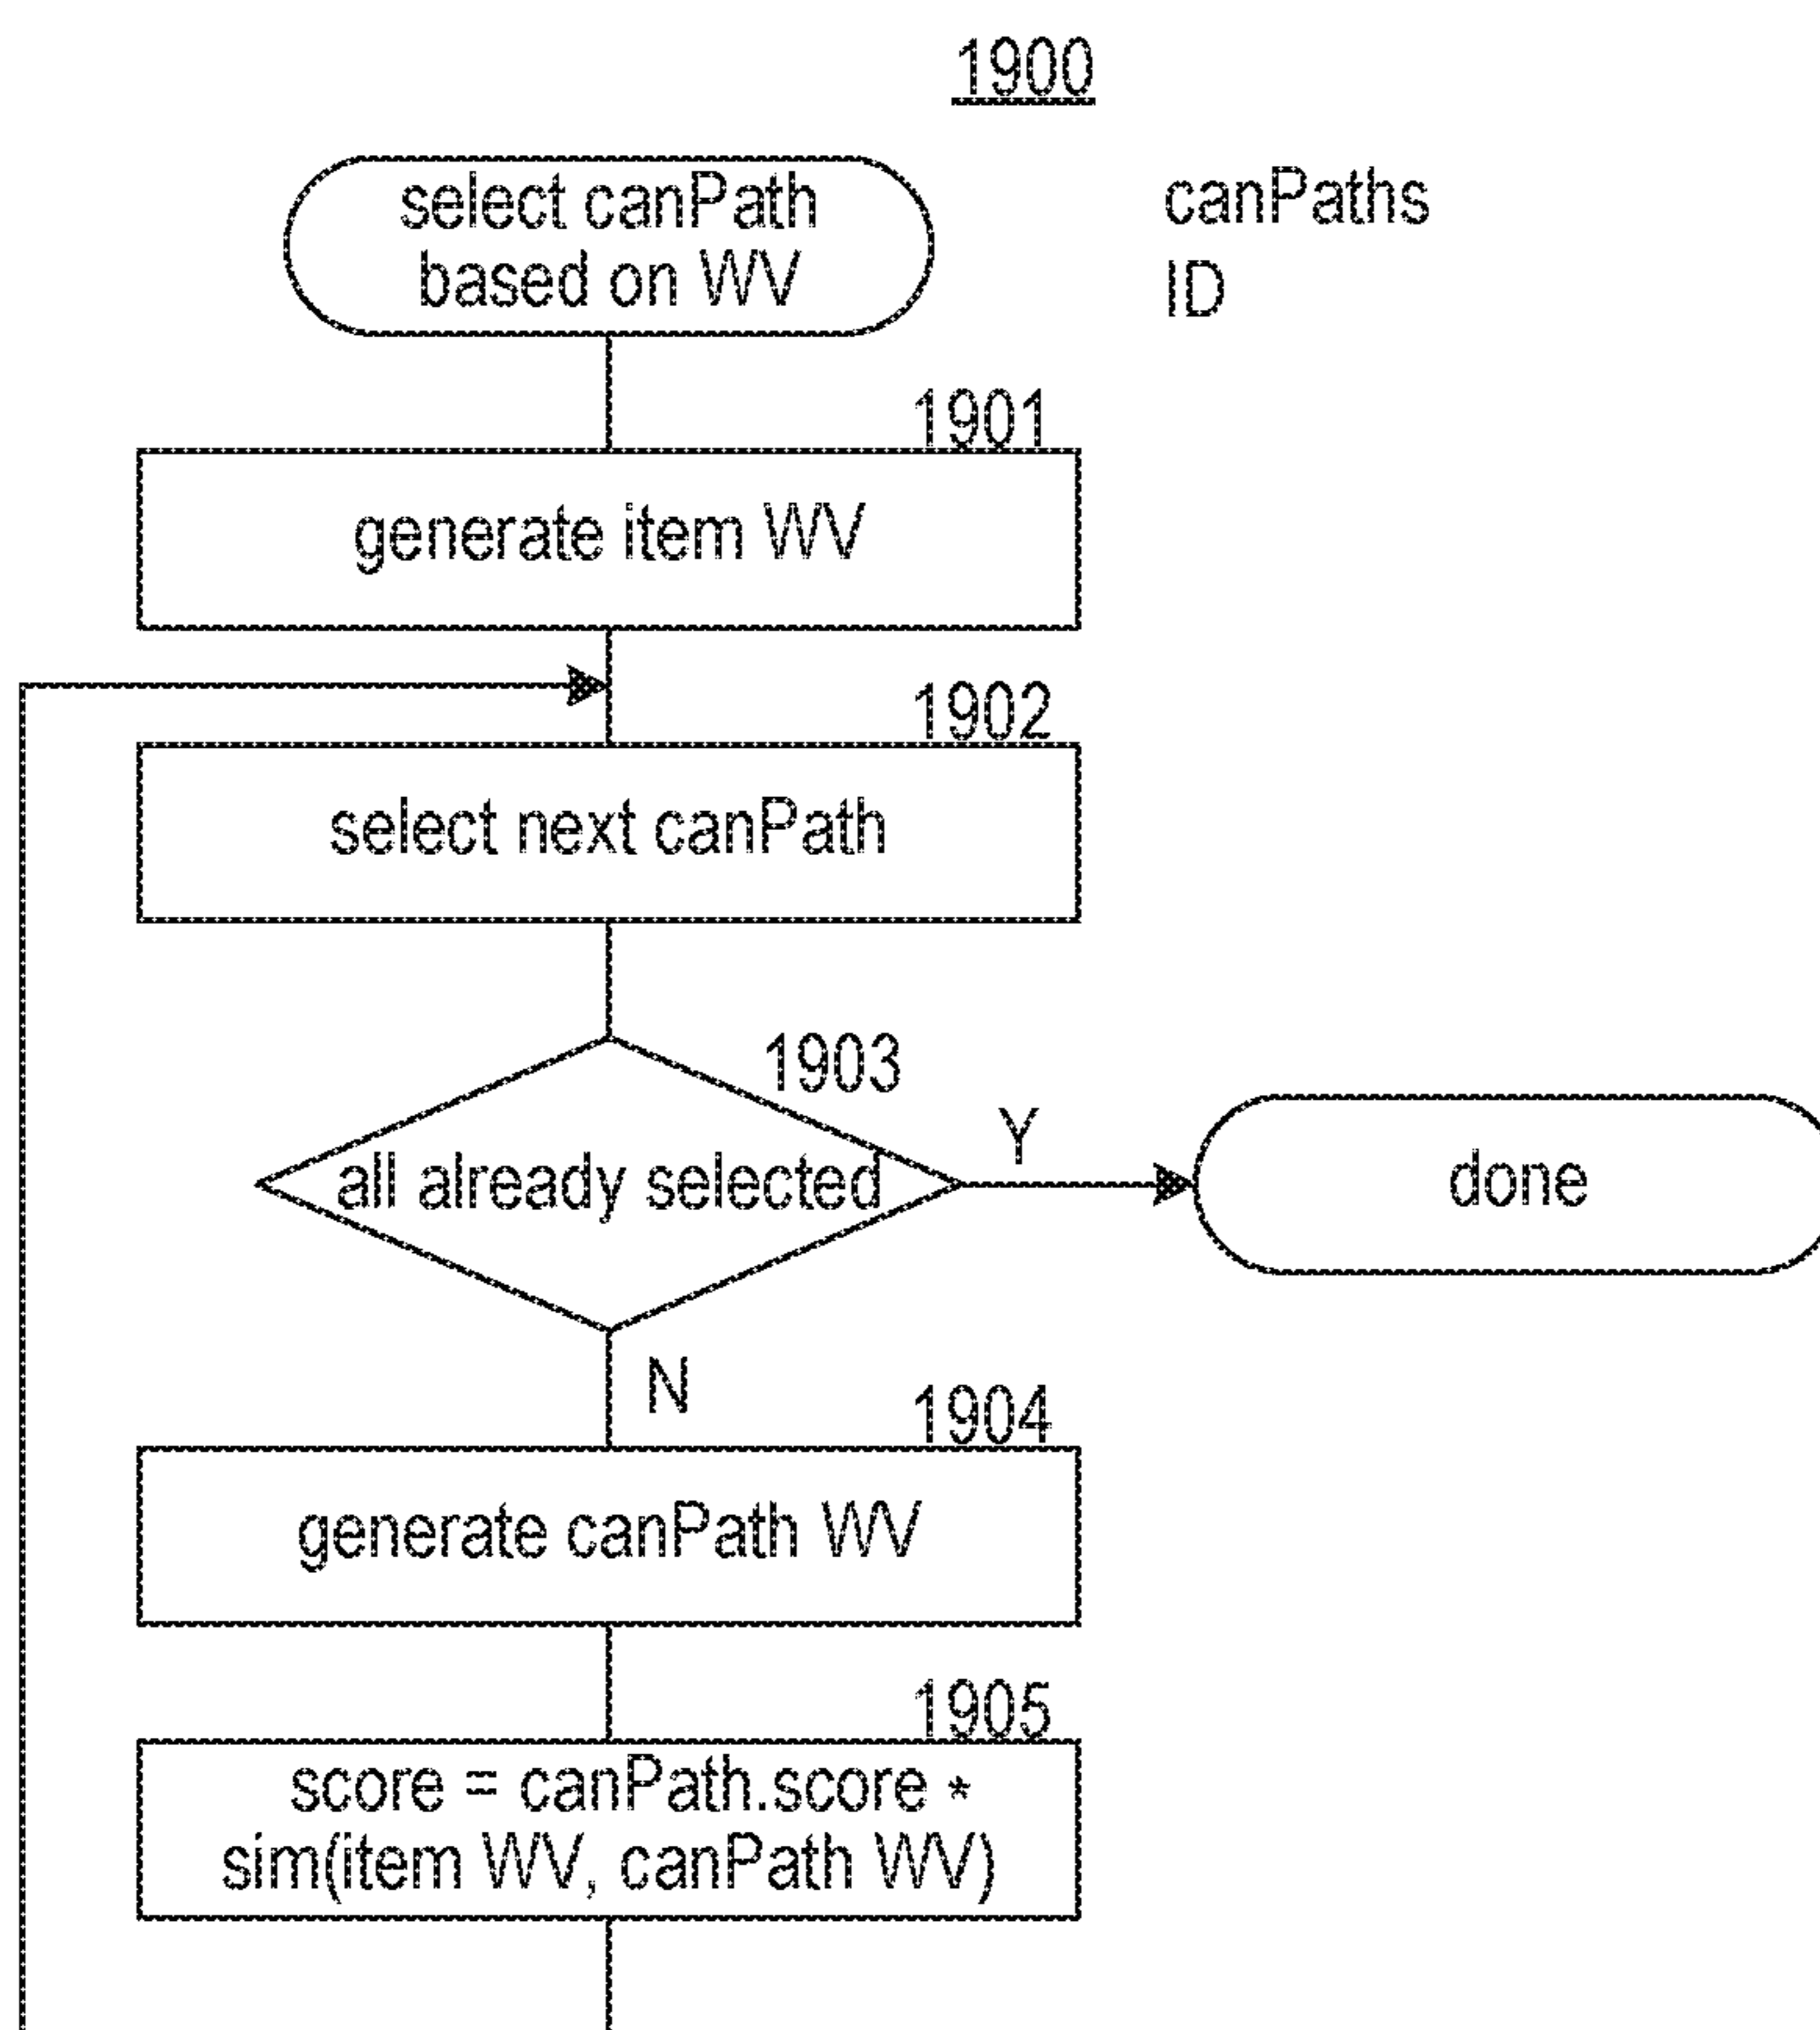 1900
select canPath
based on WV
canPaths
ID
1901
generate item WV
1902
select next canPath
1903
all already selected
Y
done
N
1904
generate canPath WV
1905
score = canPath.score *
sim(item WV, canPath WV)